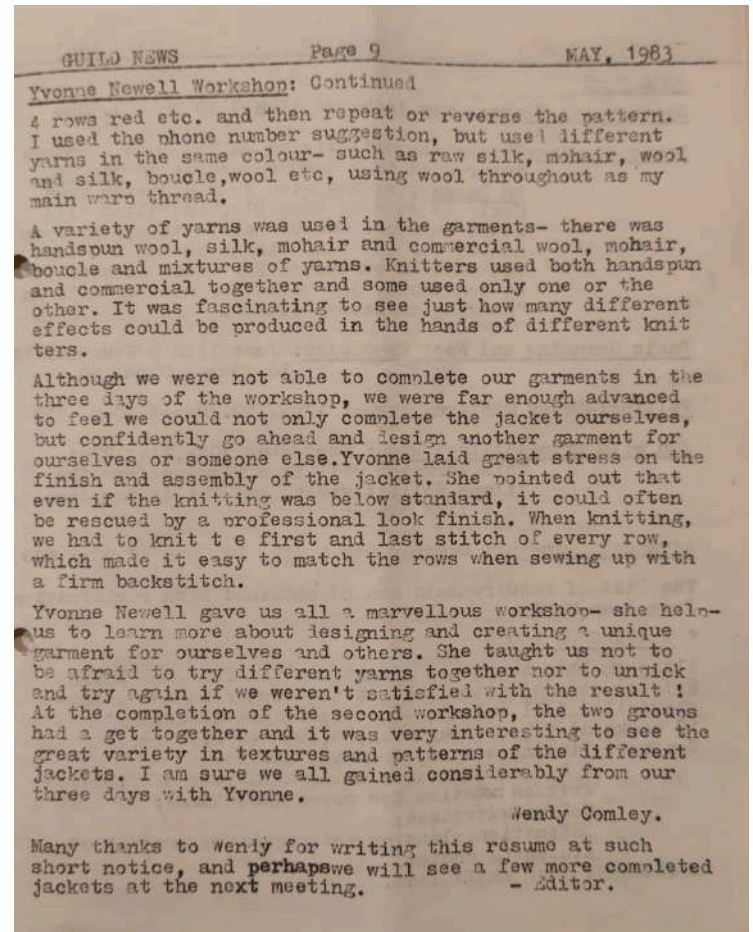 GUILD NEWS Page 9 MAY, 1983
Yvonne Newell Workshop: Continued
4 rows red etc. and then repeat or reverse the pattern.
I used the phone number suggestion, but used different
yarns in the same colour- such as raw silk, mohair, wool
and silk, boucle,wool etc, using wool throughout as my
main warp thread.
A variety of yarns was used in the garments- there was
handspun wool, silk, mohair and commercial wool, mohair,
boucle and mixtures of yarns. Knitters used both handspun
and commercial together and some used only one or the
other. It was fascinating to see just how many different
effects could be produced in the hands of different knit
ters.
Although we were not able to complete our garments in the
three days of the workshop, we were far enough advanced
to feel we could not only complete the jacket ourselves,
but confidently go ahead and design another garment for
ourselves or someone else.Yvonne laid great stress on the
finish and assembly of the jacket. She pointed out that
even if the knitting was below standard, it could often
be rescued by a professional look finish. When knitting,
we had to knit t e first and last stitch of every row,
which made it easy to match the rows when sewing up with
a firm backstitch.
Yvonne Newell gave us all a marvellous workshop- she help-
us to learn more about designing and creating a unique
garment for ourselves and others. She taught us not to
be afraid to try different yarns together nor to unpick
and try again if we weren't satisfied with the result !
At the completion of the second workshop, the two groups
had a get together and it was very interesting to see the
great variety in textures and patterns of the different
jackets. I am sure we all gained considerably from our
three days with Yvonne.
Wendy Comley.
Many thanks to Wendy for writing this resume at such
short notice, and perhapswe will see a few more completed
jackets at the next meeting. - Editor.